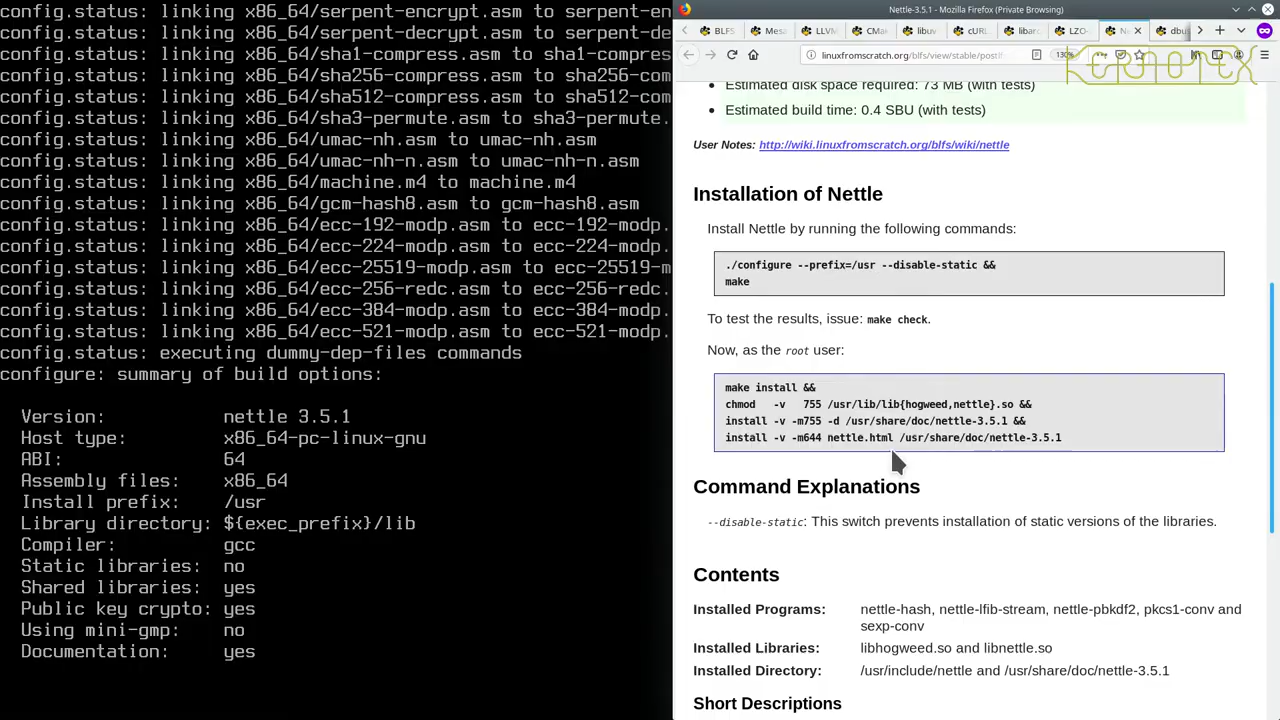 config.status: linking x86_64/serpent-encrypt.asm to serpent-en
config.status: linking x86_64/serpent-decrypt.asm to serpent-de
config.status: linking x86_64/sha1-compress.asm to sha1-compres
config.status: linking x86_64/sha256-compress.asm to sha256-com
config.status: linking x86_64/sha512-compress.asm to sha512-com
config.status: linking x86_64/sha3-permute.asm to sha3-permute.
config.status: linking x86_64/umac-nh.asm to umac-nh.asm
config.status: linking x86_64/umac-nh-n.asm to umac-nh-n.asm
config.status: linking x86_64/machine.m4 to machine.m4
config.status: linking x86_64/gcm-hash8.asm to gcm-hash8.asm
config.status: linking x86_64/ecc-192-modp.asm to ecc-192-modp.
config.status: linking x86_64/ecc-224-modp.asm to ecc-224-modp.
config.status: linking x86_64/ecc-25519-modp.asm to ecc-25519-m
config.status: linking x86_64/ecc-256-redc.asm to ecc-256-redc.
config.status: linking x86_64/ecc-384-modp.asm to ecc-384-modp.
config.status: linking x86_64/ecc-521-modp.asm to ecc-521-modp.
config.status: executing dummy-dep-files commands
configure: summary of build options:
Version: nettle 3.5.1
Host type: x86_64-pc-linux-gnu
ABI: 64
Assembly files: x86_64
Install prefix: /usr
Library directory: ${exec_prefix}/lib
Compiler: gcc
Static libraries: no
Shared libraries: yes
Public key crypto: yes
Using mini-gmp: no
Documentation: yes
Nettle-3.5.1 - Mozilla Firefox (Private Browsing)
BLFS Mesa LLVM CMa libuv cURL libarc LZO- Ne dbu
linuxfromscratch.org/blfs/view/stable/postlf 130%
Estimated disk space required: 73 MB (with tests)
Estimated build time: 0.4 SBU (with tests)
User Notes: http://wiki.linuxfromscratch.org/blfs/wiki/nettle
Installation of Nettle
Install Nettle by running the following commands:
./configure --prefix=/usr --disable-static &&
make
To test the results, issue: make check.
Now, as the root user:
make install &&
chmod -v 755 /usr/lib/lib{hogweed,nettle}.so &&
install -v -m755 -d /usr/share/doc/nettle-3.5.1 &&
install -v -m644 nettle.html /usr/share/doc/nettle-3.5.1
Command Explanations
--disable-static: This switch prevents installation of static versions of the libraries.
Contents
Installed Programs: nettle-hash, nettle-lfib-stream, nettle-pbkdf2, pkcs1-conv and
sexp-conv
Installed Libraries: libhogweed.so and libnettle.so
Installed Directory: /usr/include/nettle and /usr/share/doc/nettle-3.5.1
Short Descriptions